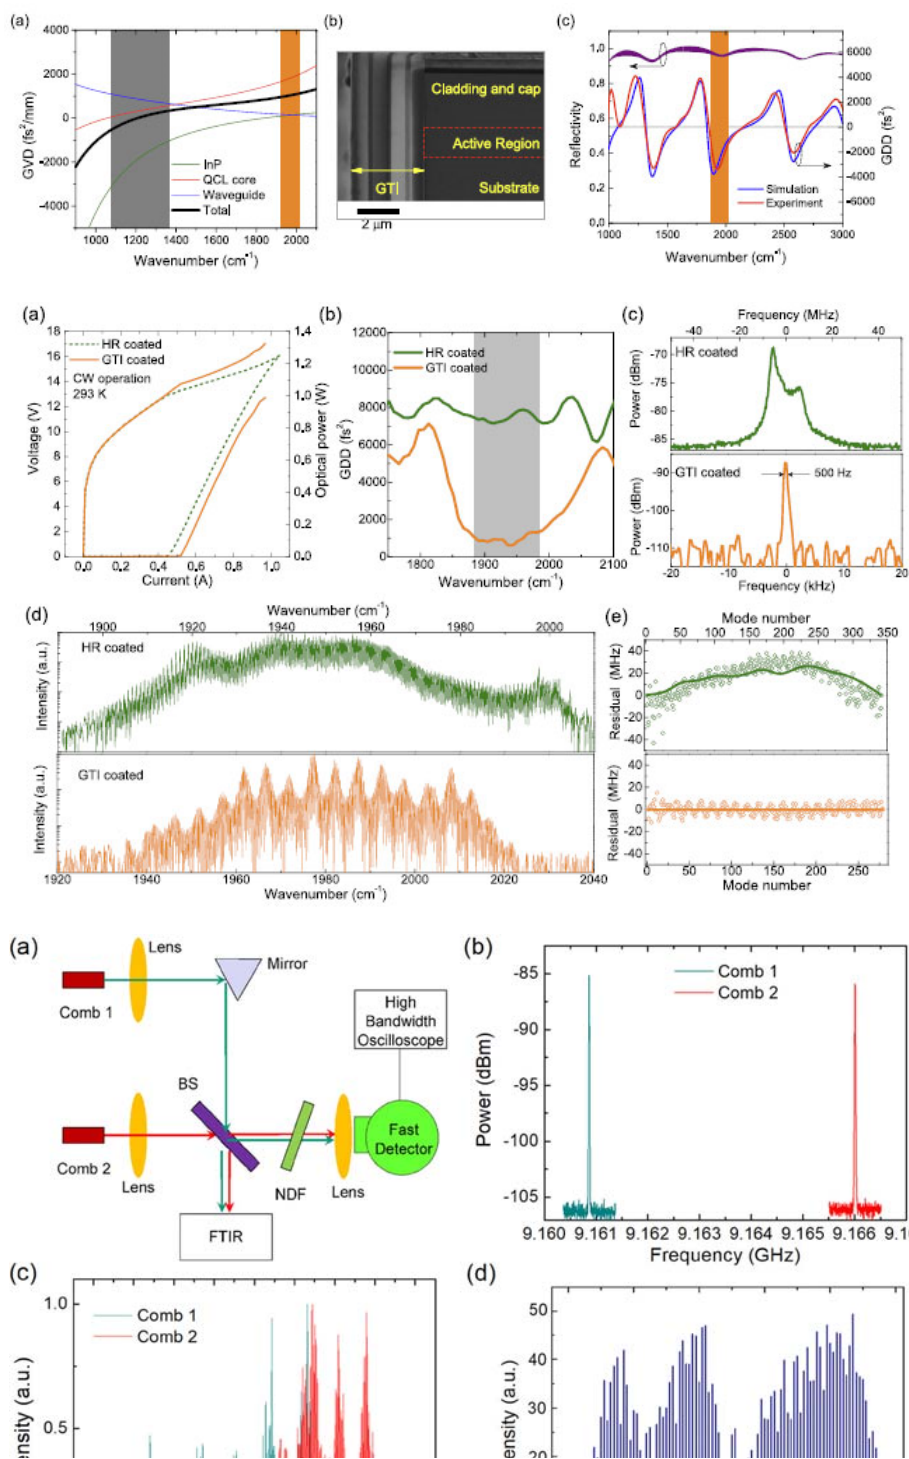 (a)
4000
2000
0
-2000
-4000
GVD (fs²/mm)
InP
QCL core
Waveguide
Total
1000 1200 1400 1600 1800 2000
Wavenumber (cm⁻¹)
(b)
Cladding and cap
Active Region
GTI
Substrate
2 μm
(c)
1.0
0.8
0.6
0.4
0.2
0.0
Reflectivity
6000
4000
2000
0
-2000
-4000
-6000
GDD (fs²)
Simulation
Experiment
1000 1500 2000 2500 3000
Wavenumber (cm⁻¹)
(a)
18
16
14
12
10
8
6
4
2
0
Voltage (V)
HR coated
GTI coated
CW operation
293 K
1.4
1.2
1.0
0.8
0.6
0.4
0.2
0.0
Optical power (W)
0.0 0.2 0.4 0.6 0.8 1.0
Current (A)
(b)
12000
10000
8000
6000
4000
2000
0
GDD (fs²)
HR coated
GTI coated
1800 1900 2000 2100
Wavenumber (cm⁻¹)
(c)
Frequency (MHz)
-40 -20 0 20 40
HR coated
-70
-75
-80
-85
Power (dBm)
GTI coated
500 Hz
-90
-100
-110
Power (dBm)
-20 -10 0 10 20
Frequency (kHz)
(d)
Wavenumber (cm⁻¹)
1900 1920 1940 1960 1980 2000
HR coated
Intensity (a.u.)
GTI coated
Intensity (a.u.)
1920 1940 1960 1980 2000 2020 2040
Wavenumber (cm⁻¹)
(e)
Mode number
0 50 100 150 200 250 300 350
40
20
0
-20
-40
Residual (MHz)
40
20
0
-20
-40
Residual (MHz)
0 50 100 150 200 250
Mode number
(a)
Lens
Mirror
Comb 1
High
Bandwidth
Oscilloscope
BS
Fast
Detector
Comb 2
Lens
NDF
Lens
FTIR
(b)
-85
-90
-95
-100
-105
Power (dBm)
Comb 1
Comb 2
9.160 9.161 9.162 9.163 9.164 9.165 9.166
Frequency (GHz)
(c)
1.0
0.5
Comb 1
Comb 2
(a.u.)
(d)
50
40
(a.u.)